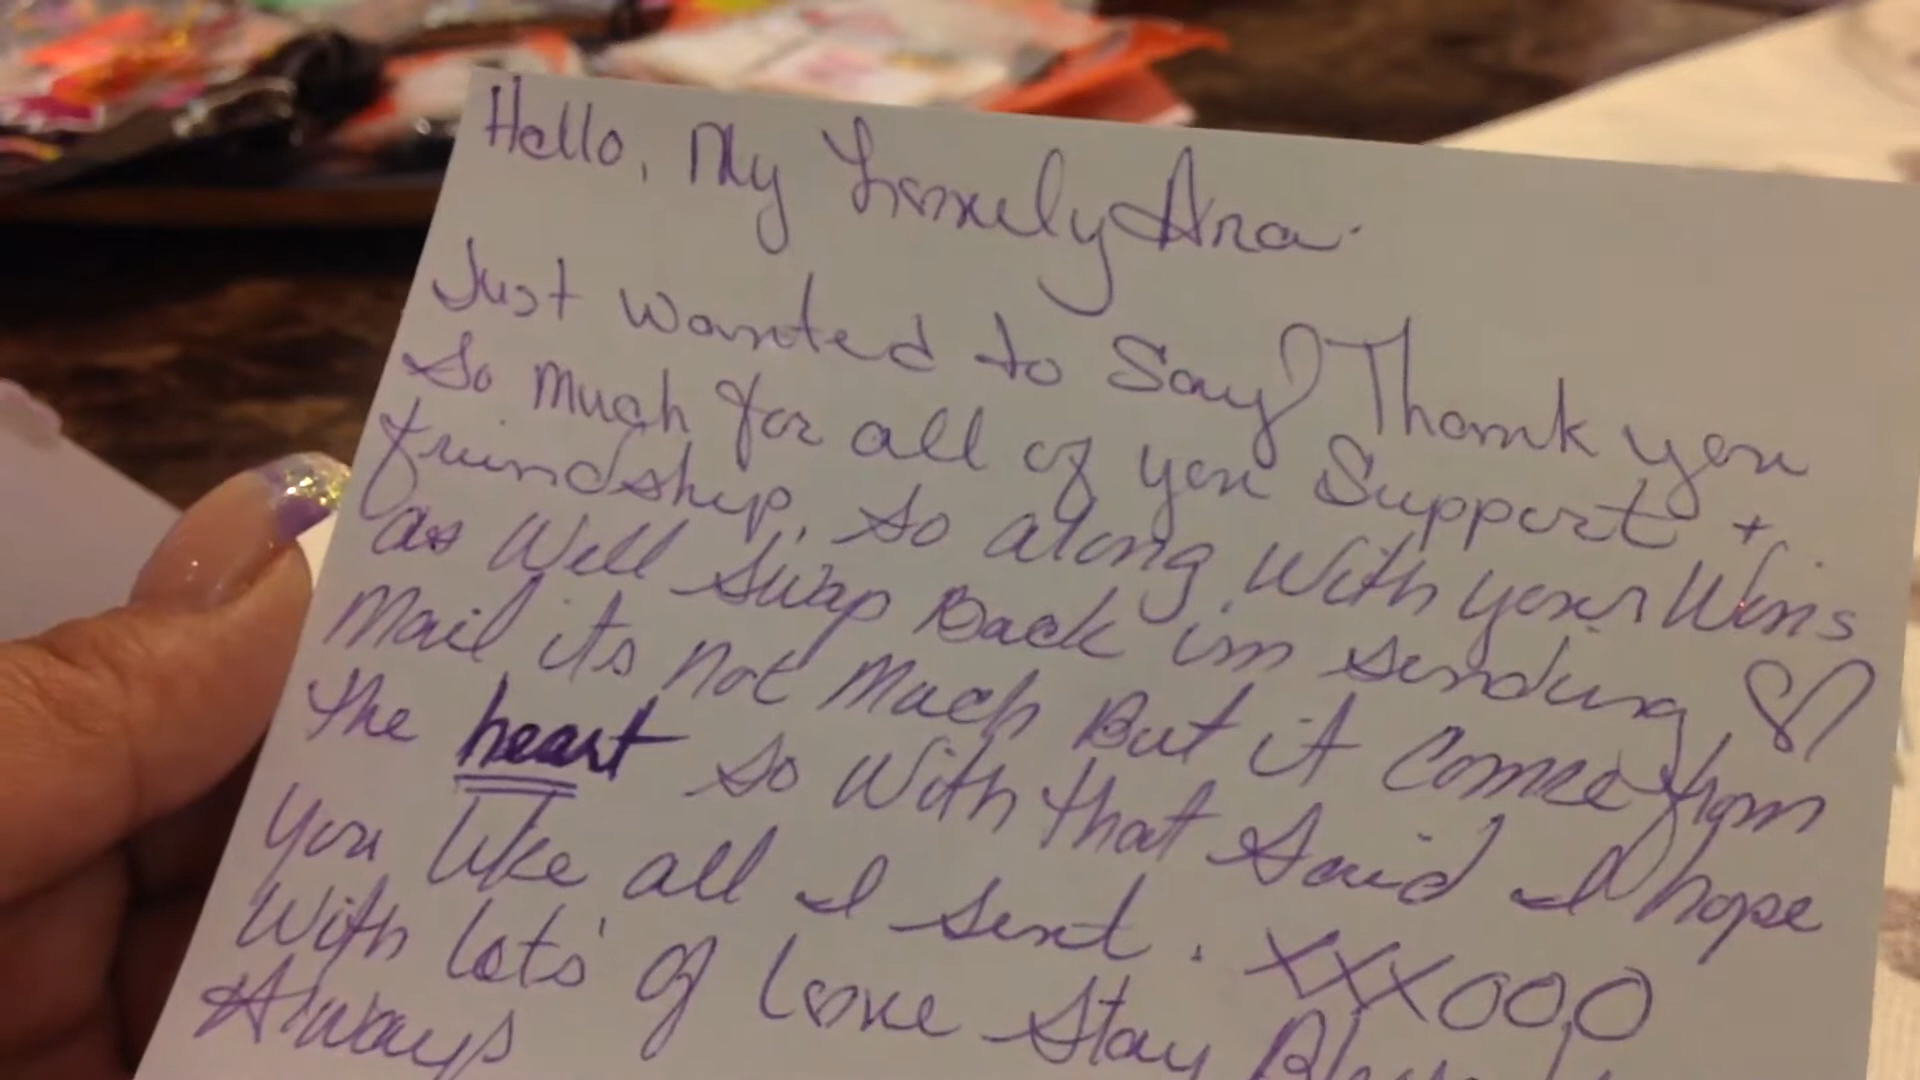 Hello, My Lovely Ana.
Just wanted to Say Thank you
So much for all of you Support +
friendship. So along With your Wins
as Well Swap Back im sending
Mail its not Much But it Comes from
the heart so With that Said I hope
you like all I sent. XXXOOO
With lots' of love Stay
Always